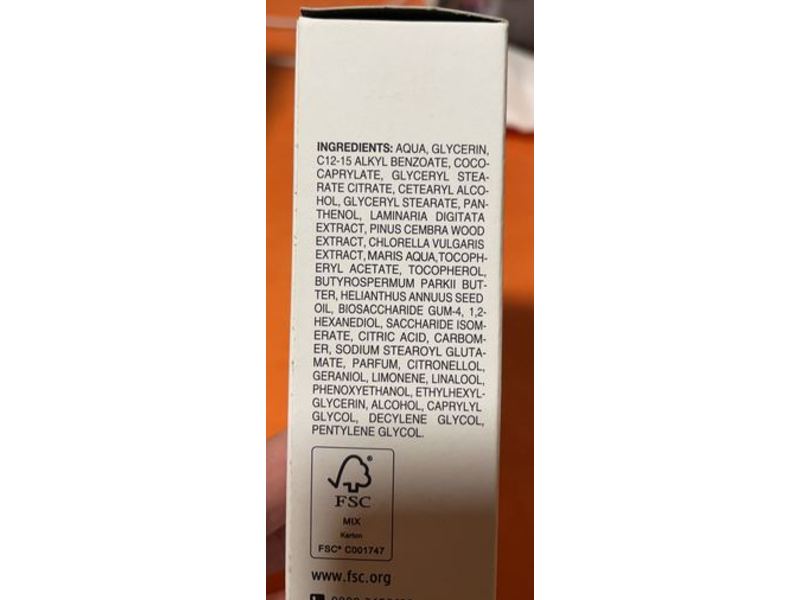 INGREDIENTS: AQUA, GLYCERIN,
C12-15 ALKYL BENZOATE, COCO-
CAPRYLATE, GLYCERYL STEA-
RATE CITRATE, CETEARYL ALCO-
HOL, GLYCERYL STEARATE, PAN-
THENOL, LAMINARIA DIGITATA
EXTRACT, PINUS CEMBRA WOOD
EXTRACT, CHLORELLA VULGARIS
EXTRACT, MARIS AQUA,TOCOPH-
ERYL ACETATE, TOCOPHEROL,
BUTYROSPERMUM PARKII BUT-
TER, HELIANTHUS ANNUUS SEED
OIL, BIOSACCHARIDE GUM-4, 1,2-
HEXANEDIOL, SACCHARIDE ISOM-
ERATE, CITRIC ACID, CARBOM-
ER, SODIUM STEAROYL GLUTA-
MATE, PARFUM, CITRONELLOL,
GERANIOL, LIMONENE, LINALOOL,
PHENOXYETHANOL, ETHYLHEXYL-
GLYCERIN, ALCOHOL, CAPRYLYL
GLYCOL, DECYLENE GLYCOL,
PENTYLENE GLYCOL.
®
FSC
MIX
Karton
FSC® C001747
www.fsc.org